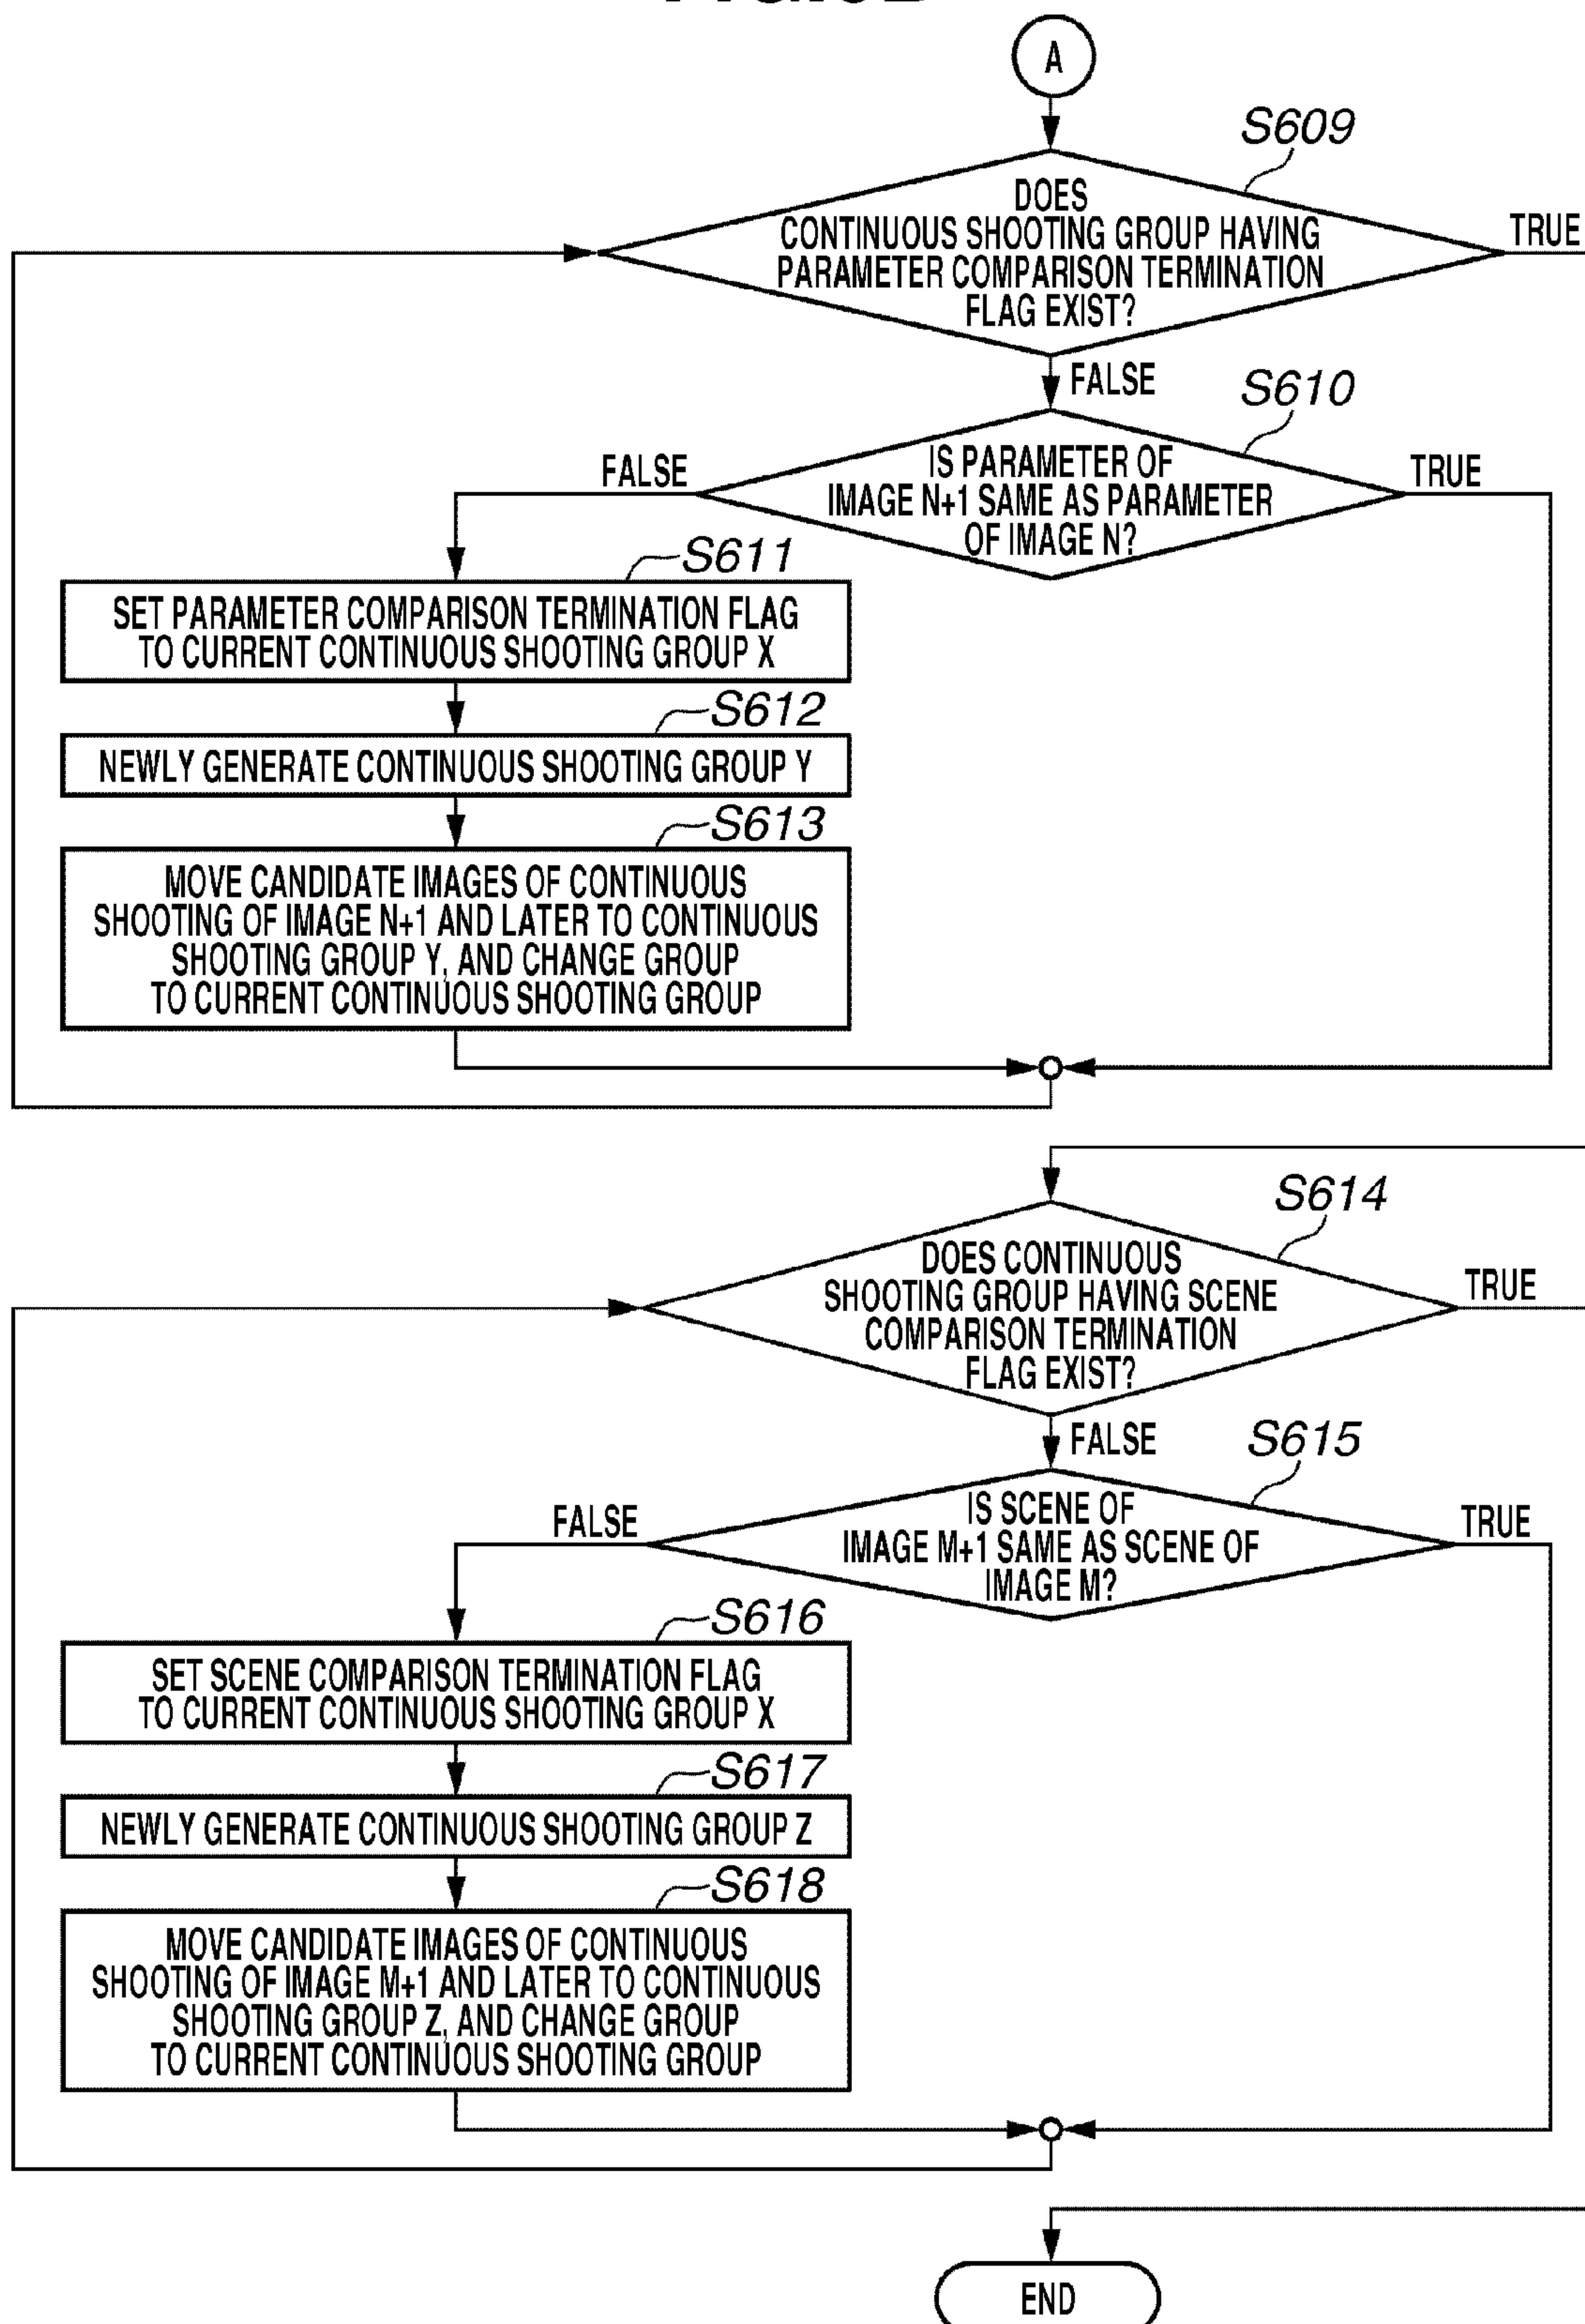 A
S609
DOES
CONTINUOUS SHOOTING GROUP HAVING
PARAMETER COMPARISON TERMINATION
FLAG EXIST?
TRUE
FALSE
S610
IS PARAMETER OF
IMAGE N+1 SAME AS PARAMETER
OF IMAGE N?
FALSE
TRUE
S611
SET PARAMETER COMPARISON TERMINATION FLAG
TO CURRENT CONTINUOUS SHOOTING GROUP X
S612
NEWLY GENERATE CONTINUOUS SHOOTING GROUP Y
S613
MOVE CANDIDATE IMAGES OF CONTINUOUS
SHOOTING OF IMAGE N+1 AND LATER TO CONTINUOUS
SHOOTING GROUP Y, AND CHANGE GROUP
TO CURRENT CONTINUOUS SHOOTING GROUP
S614
DOES CONTINUOUS
SHOOTING GROUP HAVING SCENE
COMPARISON TERMINATION
FLAG EXIST?
TRUE
FALSE
S615
IS SCENE OF
IMAGE M+1 SAME AS SCENE OF
IMAGE M?
FALSE
TRUE
S616
SET SCENE COMPARISON TERMINATION FLAG
TO CURRENT CONTINUOUS SHOOTING GROUP X
S617
NEWLY GENERATE CONTINUOUS SHOOTING GROUP Z
S618
MOVE CANDIDATE IMAGES OF CONTINUOUS
SHOOTING OF IMAGE M+1 AND LATER TO CONTINUOUS
SHOOTING GROUP Z, AND CHANGE GROUP
TO CURRENT CONTINUOUS SHOOTING GROUP
END